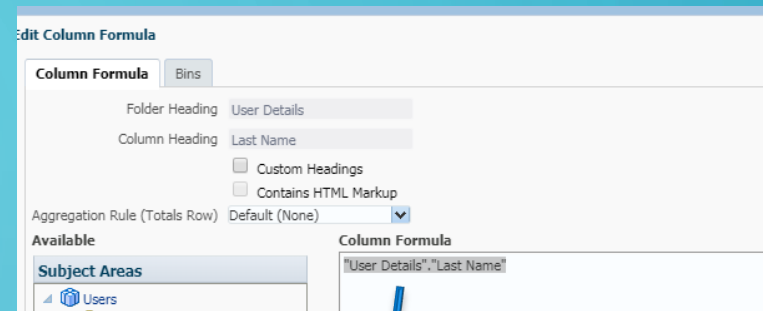 Edit Column Formula
Column Formula Bins
Folder Heading User Details
Column Heading Last Name
Custom Headings
Contains HTML Markup
Aggregation Rule (Totals Row) Default (None)
Available Column Formula
Subject Areas "User Details"."Last Name"
Users